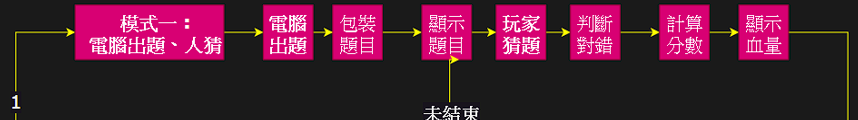 模式一：
電腦出題、人猜
電腦
出題
包裝
題目
顯示
題目
玩家
猜題
判斷
對錯
計算
分數
顯示
血量
1
未結束